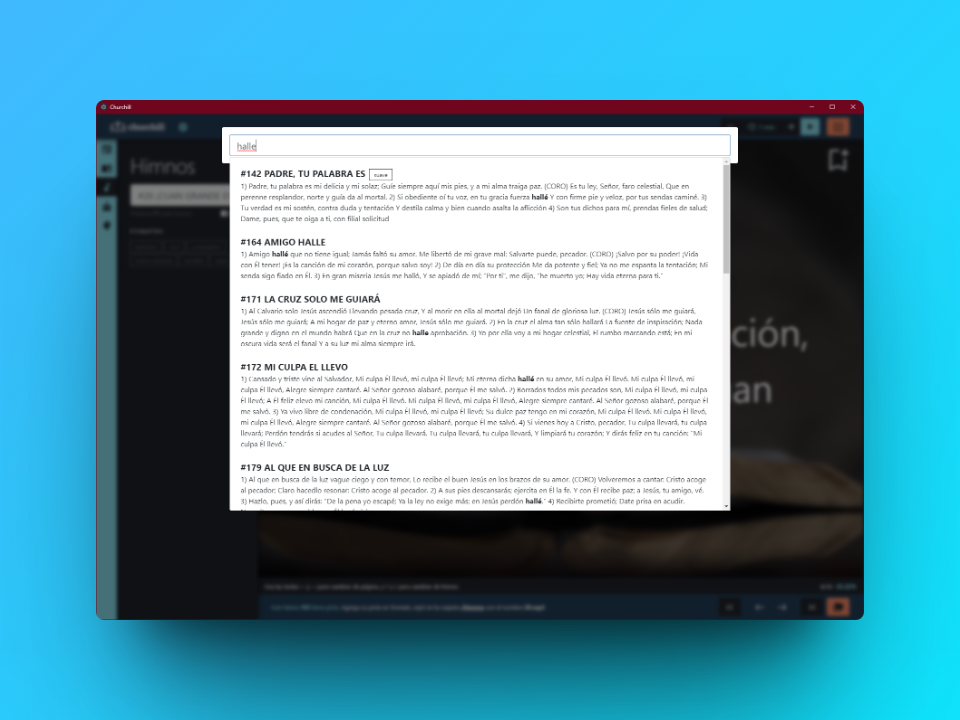 Churchill
churchill
Himnos
halle
#142 PADRE, TU PALABRA ES suave
1) Padre, tu palabra es mi delicia y mi solaz; Guíe siempre aquí mis pies, y a mi alma traiga paz. (CORO) Es tu ley, Señor, faro celestial, Que en
perenne resplandor, norte y guía da al mortal. 2) Si obediente oí tu voz, en tu gracia fuerza hallé Y con firme pie y veloz, por tus sendas caminé. 3)
Tu verdad es mi sostén, contra duda y tentación Y destila calma y bien cuando asalta la aflicción 4) Son tus dichos para mí, prendas fieles de salud;
Dame, pues, que te oiga a ti, con filial solicitud
#164 AMIGO HALLE
1) Amigo hallé que no tiene igual; Jamás faltó su amor. Me libertó de mi grave mal; Salvarte puede, pecador. (CORO) ¡Salvo por su poder! ¡Vida
con Él tener! ¡Es la canción de mi corazón, porque salvo soy! 2) De día en día su protección Me da potente y fiel; Ya no me espanta la tentación; Mi
senda sigo fiado en Él. 3) En gran miseria Jesús me halló, Y se apiadó de mí; "Por ti", me dijo, "he muerto yo; Hay vida eterna para ti."
#171 LA CRUZ SOLO ME GUIARÁ
1) Al Calvario solo Jesús ascendió Llevando pesada cruz, Y al morir en ella al mortal dejó Un fanal de gloriosa luz. (CORO) Jesús sólo me guiará,
Jesús sólo me guiará; A mi hogar de paz y eterno amor, Jesús sólo me guiará. 2) En la cruz el alma tan sólo hallará La fuente de inspiración; Nada
grande y digno en el mundo habrá Que en la cruz no halle aprobación. 3) Yo por ella voy a mi hogar celestial, El rumbo marcando está; En mi
oscura vida será el fanal Y a su luz mi alma siempre irá.
#172 MI CULPA EL LLEVO
1) Cansado y triste vine al Salvador, Mi culpa Él llevó, mi culpa Él llevó; Mi eterna dicha hallé en su amor, Mi culpa Él llevó. Mi culpa Él llevó, mi
culpa Él llevó, Alegre siempre cantaré. Al Señor gozoso alabaré, porque Él me salvó. 2) Borrados todos mis pecados son, Mi culpa Él llevó, mi culpa
Él llevó; A Él feliz elevo mi canción, Mi culpa Él llevó. Mi culpa Él llevó, mi culpa Él llevó, Alegre siempre cantaré. Al Señor gozoso alabaré, porque Él
me salvó. 3) Ya vivo libre de condenación, Mi culpa Él llevó, mi culpa Él llevó; Su dulce paz tengo en mi corazón, Mi culpa Él llevó. Mi culpa Él llevó,
mi culpa Él llevó, Alegre siempre cantaré. Al Señor gozoso alabaré, porque Él me salvó. 4) Si vienes hoy a Cristo, pecador, Tu culpa llevará, tu culpa
llevará; Perdón tendrás si acudes al Señor, Tu culpa llevará. Tu culpa llevará, tu culpa llevará, Y limpiará tu corazón; Y dirás feliz en tu canción: "Mi
culpa Él llevó."
#179 AL QUE EN BUSCA DE LA LUZ
1) Al que en busca de la luz vague ciego y con temor, Lo recibe el buen Jesús en los brazos de su amor. (CORO) Volveremos a cantar: Cristo acoge
al pecador; Claro hacedlo resonar: Cristo acoge al pecador. 2) A sus pies descansarás; ejercita en Él la fe. Y con Él recibe paz; a Jesús, tu amigo, vé.
3) Hazlo, pues, y así dirás: "De la pena yo escapé; Ya la ley no exige más; en Jesús perdón hallé." 4) Recibirte prometió; Date prisa en acudir.
ción,
san